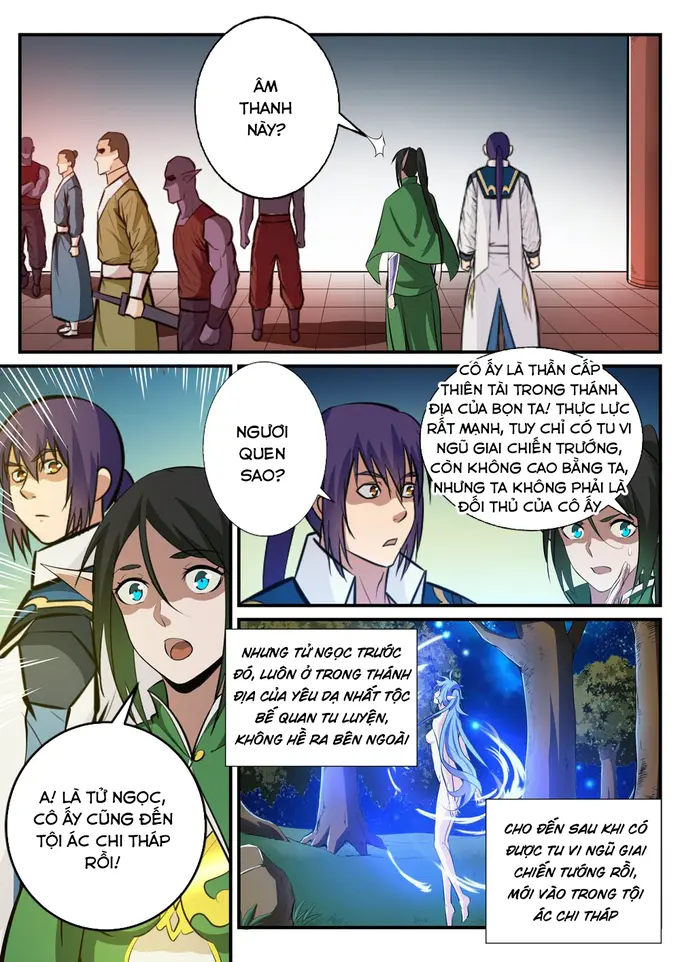 ÂM
THANH
NÀY?
A! LÀ TỬ NGỌC,
CÔ ẤY CŨNG ĐẾN
TỘI ÁC CHI THÁP
RỒI!
NGƯƠI
QUEN
SAO?
CÔ ẤY LÀ THẦN CẤP
THIÊN TÀI TRONG THÁNH
ĐỊA CỦA BỌN TA! THỰC LỰC
RẤT MẠNH, TUY CHỈ CÓ TU VI
NGŨ GIAI CHIẾN TRƯỚNG,
CÒN KHÔNG CAO BẰNG TA,
NHƯNG TA KHÔNG PHẢI LÀ
ĐỐI THỦ CỦA CÔ ẤY
NHƯNG TỬ NGỌC TRƯỚC
ĐÓ, LUÔN Ở TRONG THÁNH
ĐỊA CỦA YÊU DẠ NHẤT TỘC
BẾ QUAN TU LUYỆN,
KHÔNG HỀ RA BÊN NGOÀI
CHO ĐẾN SAU KHI CÓ
ĐƯỢC TU VI NGŨ GIAI
CHIẾN TƯỚNG RỒI,
MỚI VÀO TRONG TỘI
ÁC CHI THÁP